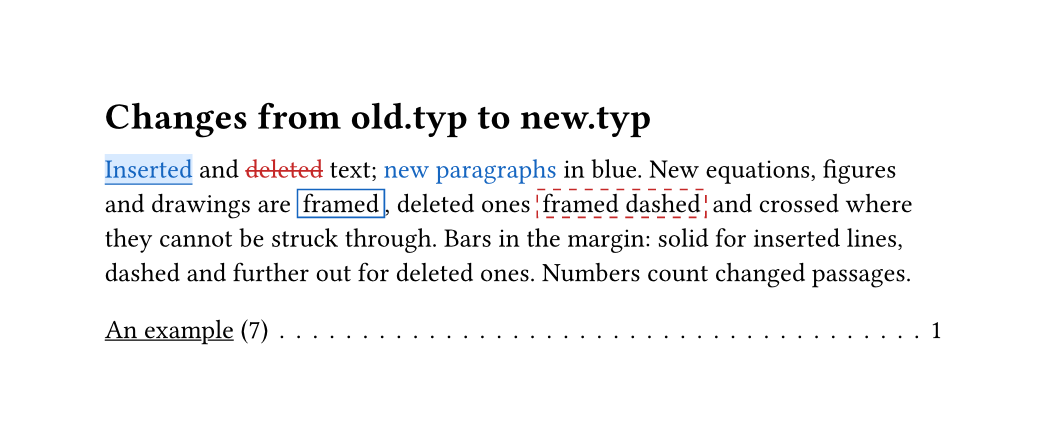 Changes from old.typ to new.typ
Inserted and deleted text; new paragraphs in blue. New equations, figures
and drawings are framed, deleted ones framed dashed and crossed where
they cannot be struck through. Bars in the margin: solid for inserted lines,
dashed and further out for deleted ones. Numbers count changed passages.
An example (7) . . . . . . . . . . . . . . . . . . . . . . . . . . . . . . . . . . . . . . . . . . . . . . . 1